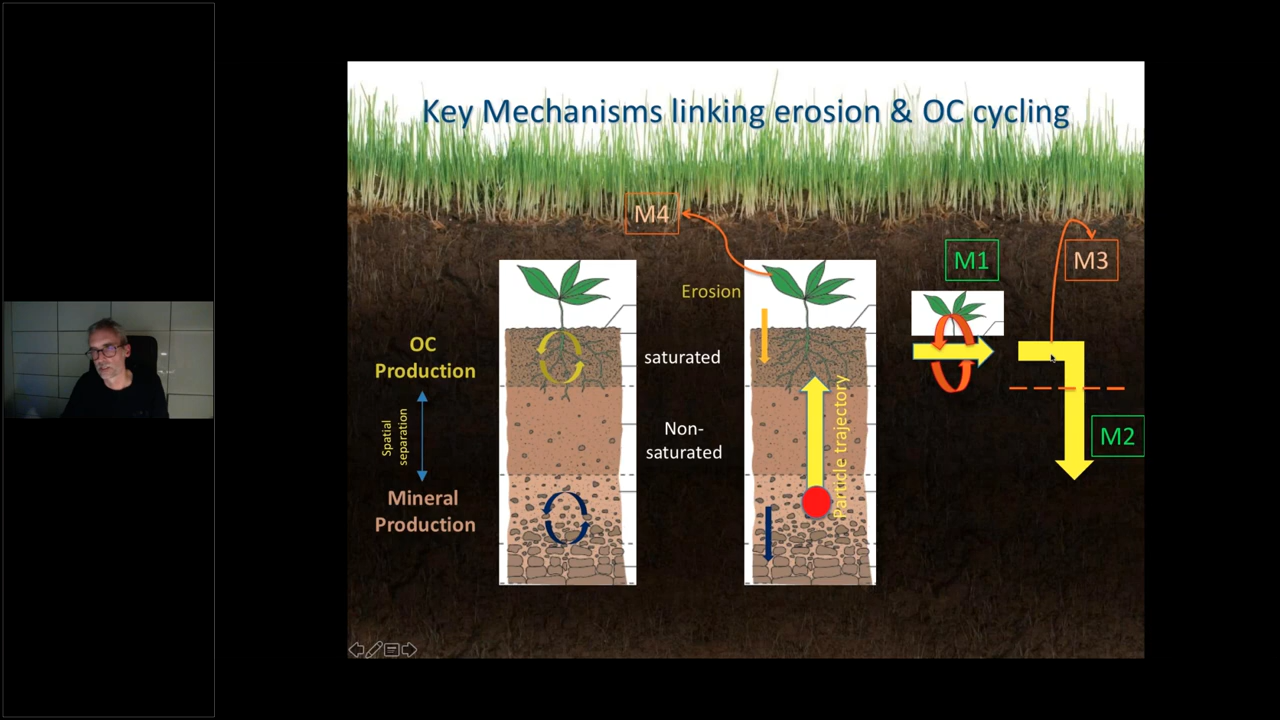 Key Mechanisms linking erosion & OC cycling
M4
M1
M3
Erosion
OC
Production
saturated
Spatial
separation
Non-
saturated
Particle trajectory
M2
Mineral
Production